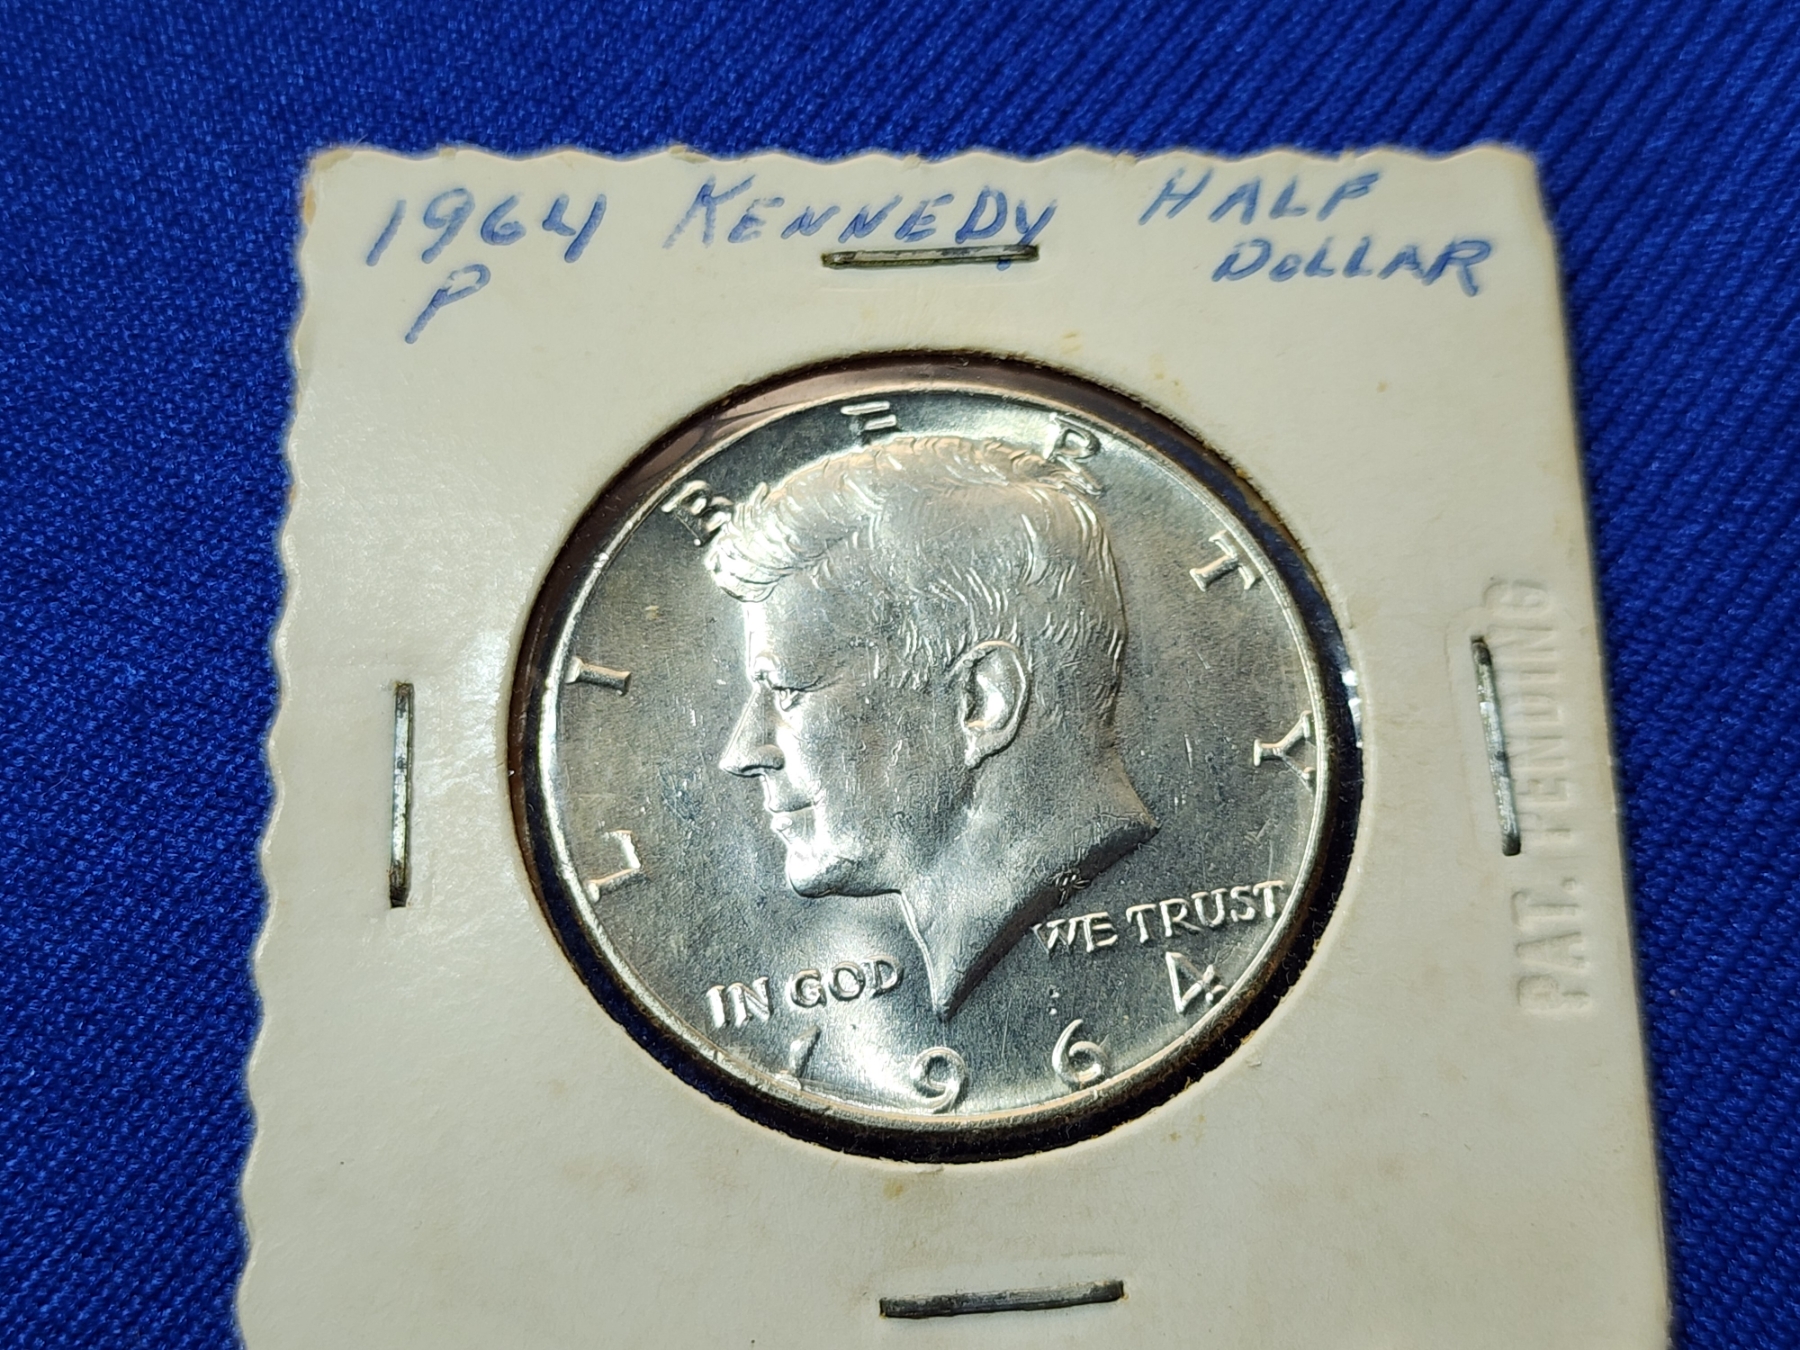 1964 KENNEDY HALF
P DOLLAR
LIBERTY
IN GOD WE TRUST
1964
PAT. PENDING